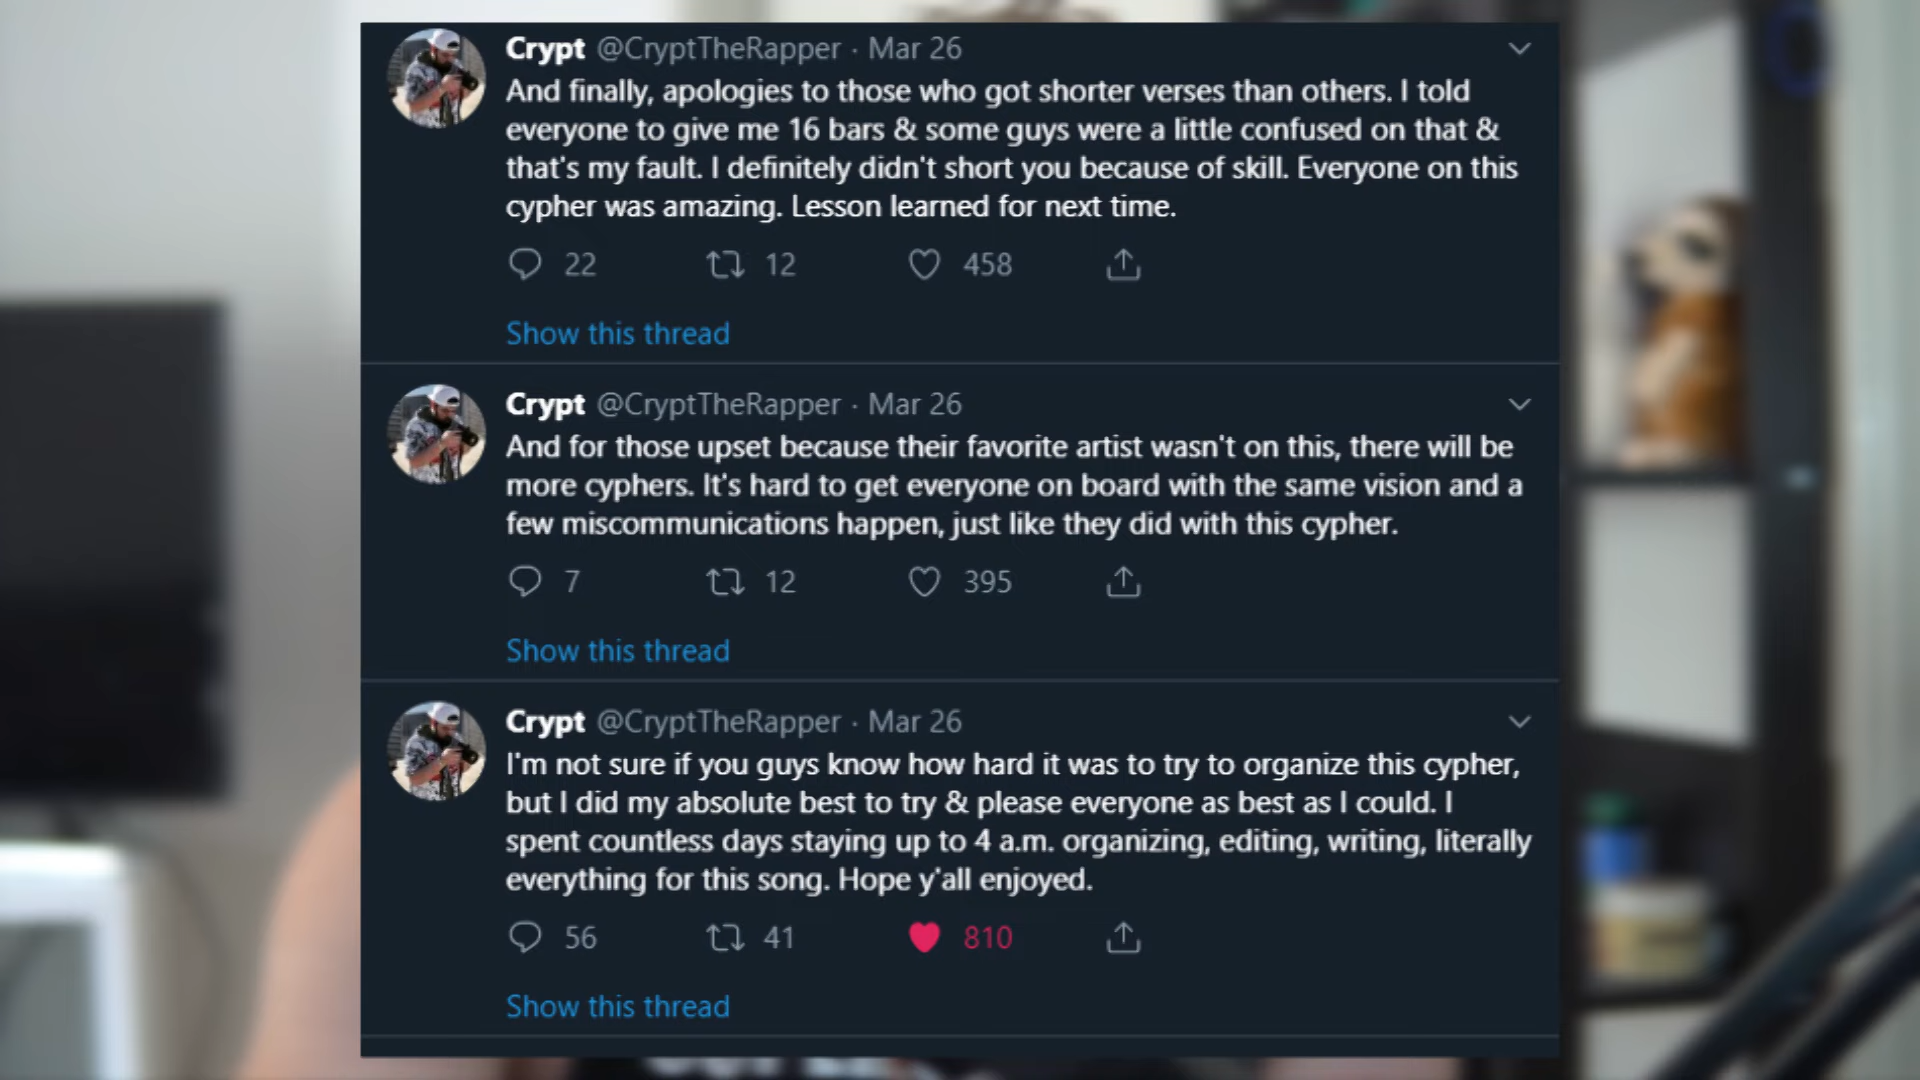 Crypt @CryptTheRapper · Mar 26
And finally, apologies to those who got shorter verses than others. I told
everyone to give me 16 bars & some guys were a little confused on that &
that's my fault. I definitely didn't short you because of skill. Everyone on this
cypher was amazing. Lesson learned for next time.
22 12 458
Show this thread
Crypt @CryptTheRapper · Mar 26
And for those upset because their favorite artist wasn't on this, there will be
more cyphers. It's hard to get everyone on board with the same vision and a
few miscommunications happen, just like they did with this cypher.
7 12 395
Show this thread
Crypt @CryptTheRapper · Mar 26
I'm not sure if you guys know how hard it was to try to organize this cypher,
but I did my absolute best to try & please everyone as best as I could. I
spent countless days staying up to 4 a.m. organizing, editing, writing, literally
everything for this song. Hope y'all enjoyed.
56 41 810
Show this thread